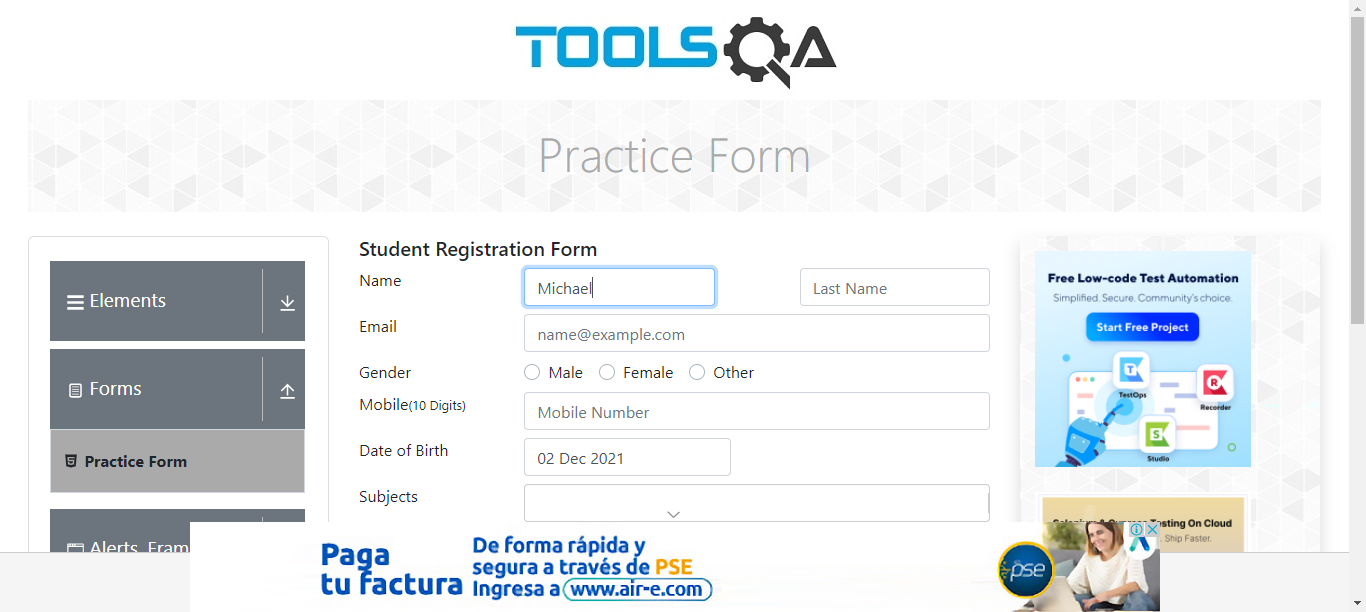 TOOLSQA
Practice Form
Elements
Forms
Practice Form
Alerts, Fram
Student Registration Form
Name
Michael
Last Name
Email
name@example.com
Gender
Male
Female
Other
Mobile(10 Digits)
Mobile Number
Date of Birth
02 Dec 2021
Subjects
Free Low-code Test Automation
Simplified. Secure. Community's choice.
Start Free Project
TestOps
Recorder
Studio
Testing On Cloud
. Ship Faster.
Paga
tu factura
De forma rápida y
segura a través de PSE
Ingresa a www.air-e.com
pse